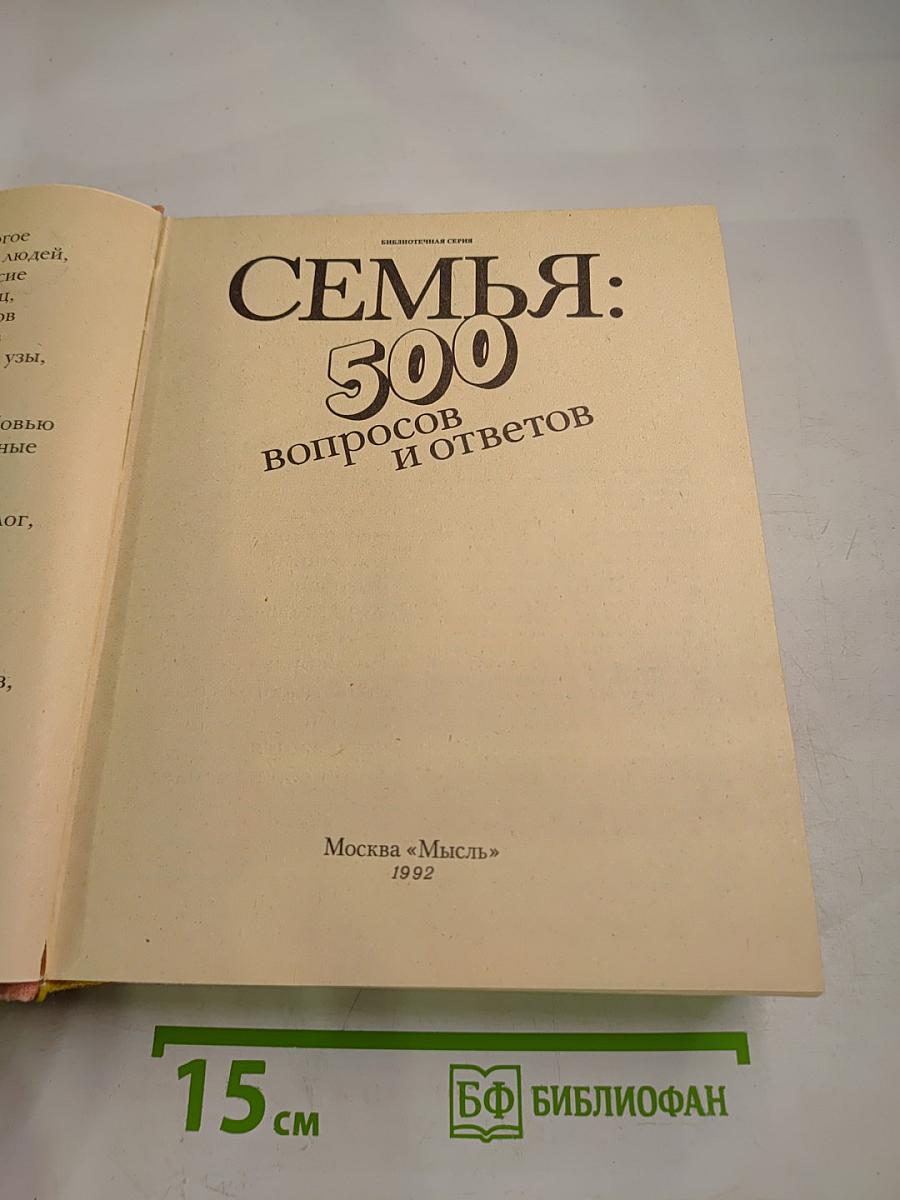 людей,
узы,
БИБЛИОТЕЧНАЯ СЕРИЯ
СЕМЬЯ:
500
вопросов
и ответов
Москва «Мысль»
1992
15 см
БФ БИБЛИОФАН